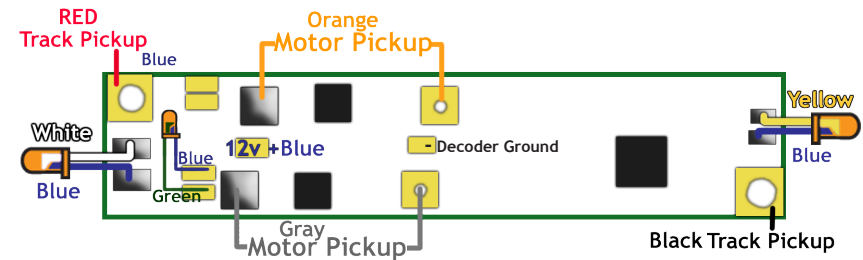 RED
Track Pickup
Orange
Motor Pickup
Blue
White
Blue
Blue
Green
12v +Blue
- Decoder Ground
Yellow
Blue
Gray
Motor Pickup
Black Track Pickup